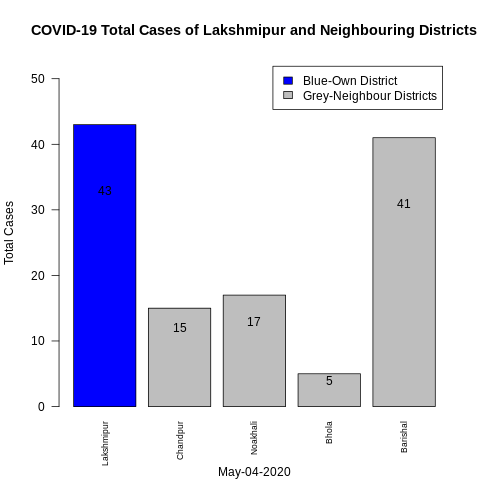 COVID-19 Total Cases of Lakshmipur and Neighbouring Districts
Blue-Own District
Grey-Neighbour Districts
Total Cases
50
40
30
20
10
0
43
15
17
5
41
Lakshmipur
Chandpur
Noakhali
Bhola
Barishal
May-04-2020